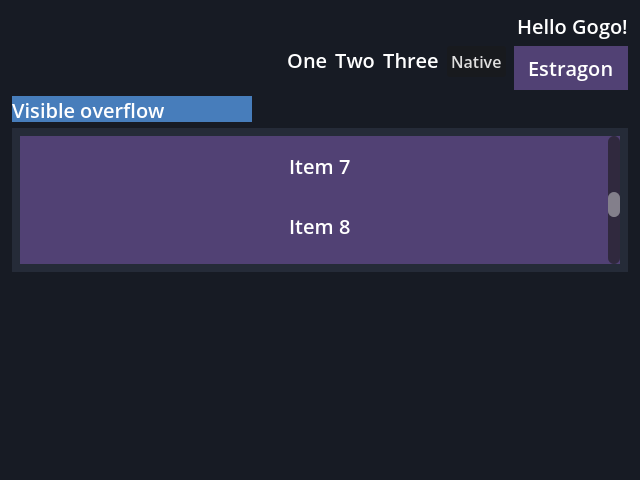 Hello Gogo!
One Two Three Native Estragon
Visible overflow
Item 7
Item 8